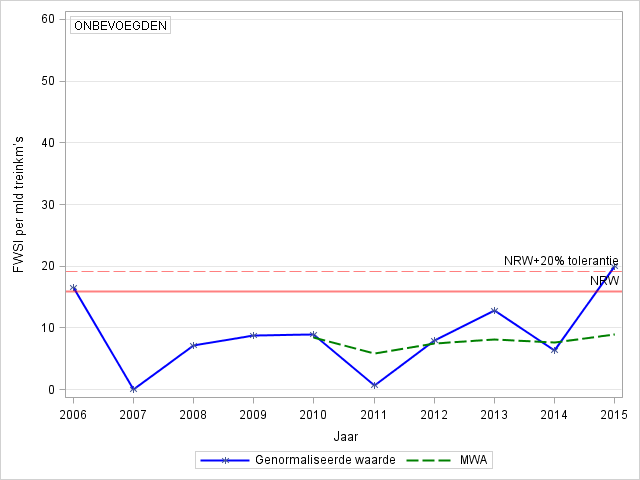 ONBEVOEGDEN
60
50
40
30
20
10
0
FWSI per mld treinkm's
NRW+20% tolerantie
NRW
2006 2007 2008 2009 2010 2011 2012 2013 2014 2015
Jaar
Genormaliseerde waarde MWA